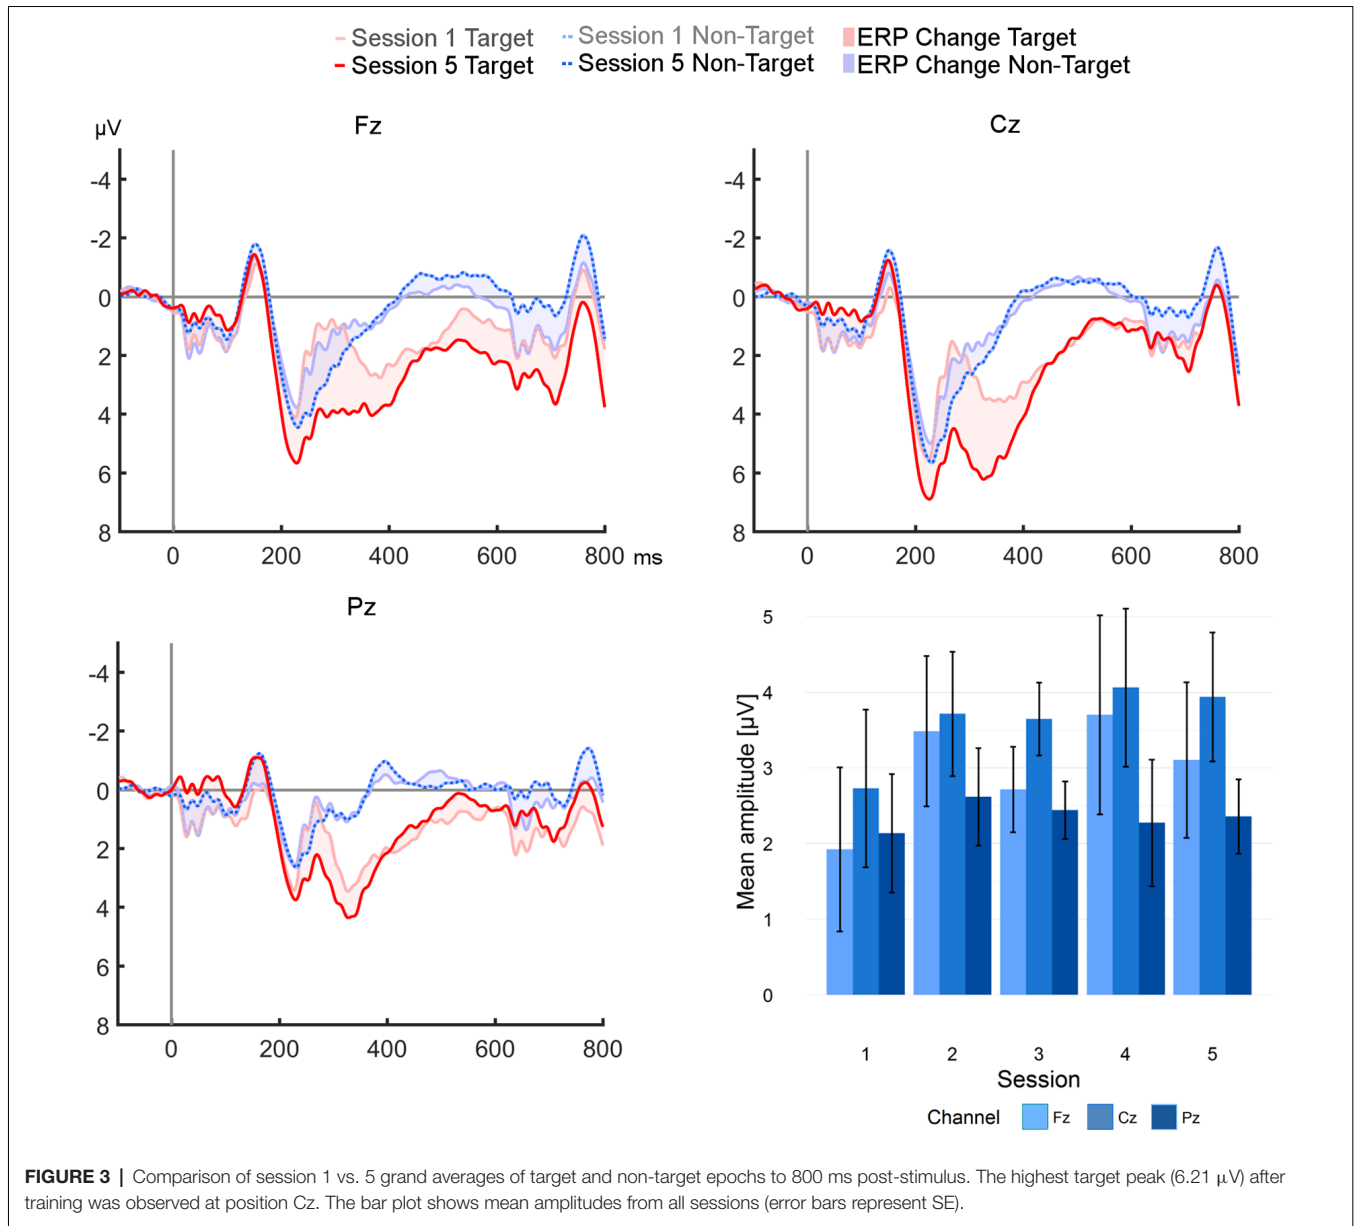 Session 1 Target
Session 1 Non-Target
ERP Change Target
Session 5 Target
Session 5 Non-Target
ERP Change Non-Target
µV
Fz
-4
-2
0
2
4
6
8
0 200 400 600 800 ms
Cz
-4
-2
0
2
4
6
8
0 200 400 600 800
Pz
-4
-2
0
2
4
6
8
0 200 400 600 800
Mean amplitude [µV]
5
4
3
2
1
0
1 2 3 4 5
Session
Channel Fz Cz Pz
FIGURE 3 | Comparison of session 1 vs. 5 grand averages of target and non-target epochs to 800 ms post-stimulus. The highest target peak (6.21 µV) after
training was observed at position Cz. The bar plot shows mean amplitudes from all sessions (error bars represent SE).